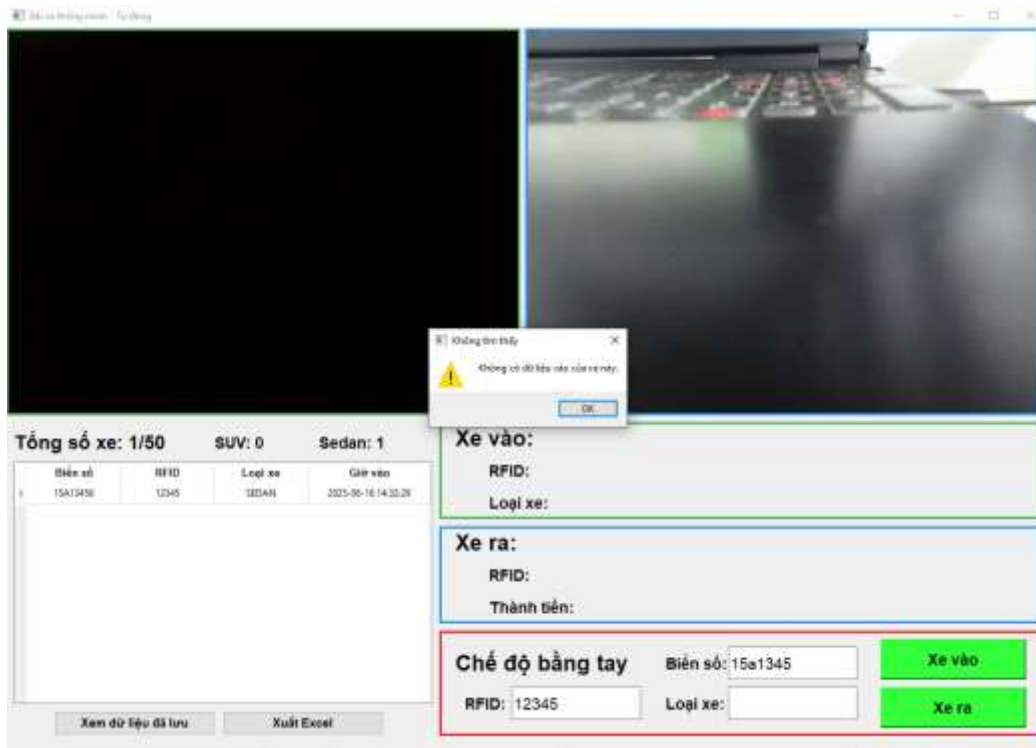 Không tìm thấy
Không có dữ liệu vào của xe này.
OK
Tổng số xe: 1/50 SUV: 0 Sedan: 1
Biển số RFID Loại xe Giờ vào
12345 SEDAN
Xem dữ liệu đã lưu Xuất Excel
Xe vào:
RFID:
Loại xe:
Xe ra:
RFID:
Thành tiền:
Chế độ bằng tay Biển số: 15a1345 Xe vào
RFID: 12345 Loại xe: Xe ra